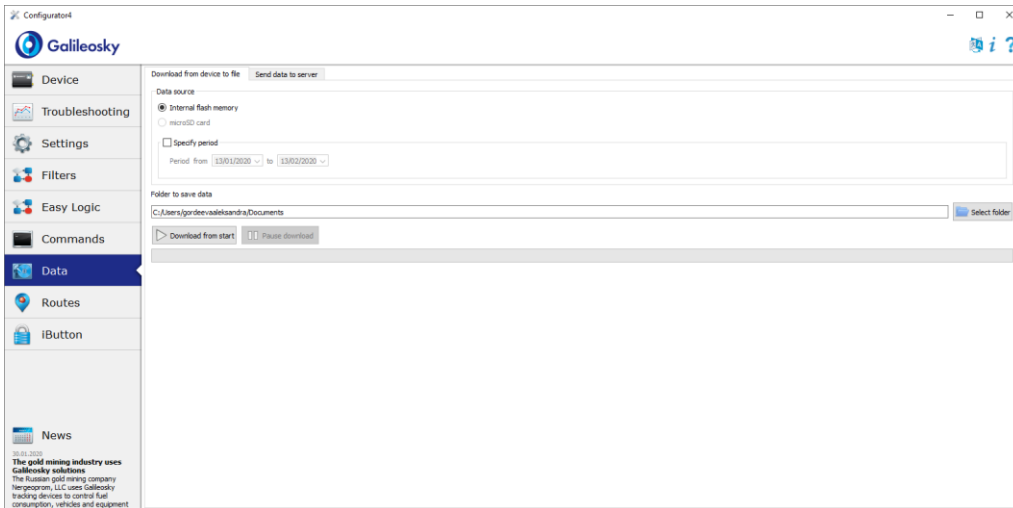 Configurator4
Galileosky
Device
Troubleshooting
Settings
Filters
Easy Logic
Commands
Data
Routes
iButton
News
30.01.2020
The gold mining industry uses
Galileosky solutions
The Russian gold mining company
Nergeoprom, LLC uses Galileosky
tracking devices to control fuel
consumption, vehicles and equipment
Download from device to file Send data to server
Data source
Internal flash memory
microSD card
Specify period
Period from 13/01/2020 to 13/02/2020
Folder to save data
C:/Users/gordeevaaleksandra/Documents
Select folder
Download from start Pause download